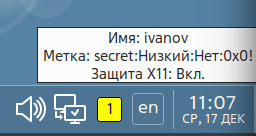 Имя: ivanov
Метка: secret:Низкий:Нет:0x0!
Защита X11: Вкл.
1
en
11:07
СР, 17 ДЕК